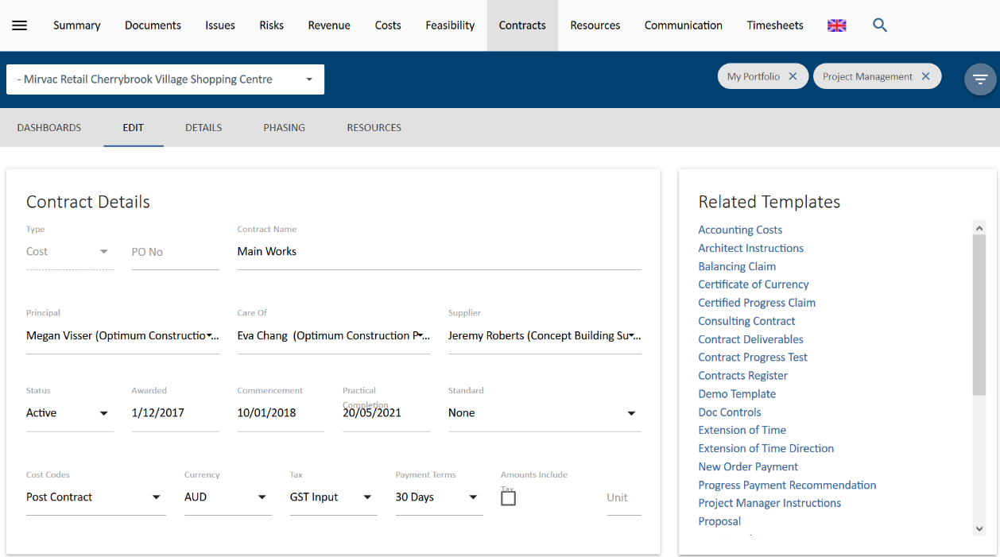 Summary Documents Issues Risks Revenue Costs Feasibility Contracts Resources Communication Timesheets
- Mirvac Retail Cherrybrook Village Shopping Centre
My Portfolio
Project Management
DASHBOARDS EDIT DETAILS PHASING RESOURCES
Contract Details
Type
Contract Name
Cost
PO No
Main Works
Principal
Care Of
Supplier
Megan Visser (Optimum Constructio...
Eva Chang (Optimum Construction P...
Jeremy Roberts (Concept Building Su...
Status
Awarded
Commencement
Practical Completion
Standard
Active
1/12/2017
10/01/2018
20/05/2021
None
Cost Codes
Currency
Tax
Payment Terms
Amounts Include Tax
Post Contract
AUD
GST Input
30 Days
Unit
Related Templates
Accounting Costs
Architect Instructions
Balancing Claim
Certificate of Currency
Certified Progress Claim
Consulting Contract
Contract Deliverables
Contract Progress Test
Contracts Register
Demo Template
Doc Controls
Extension of Time
Extension of Time Direction
New Order Payment
Progress Payment Recommendation
Project Manager Instructions
Proposal